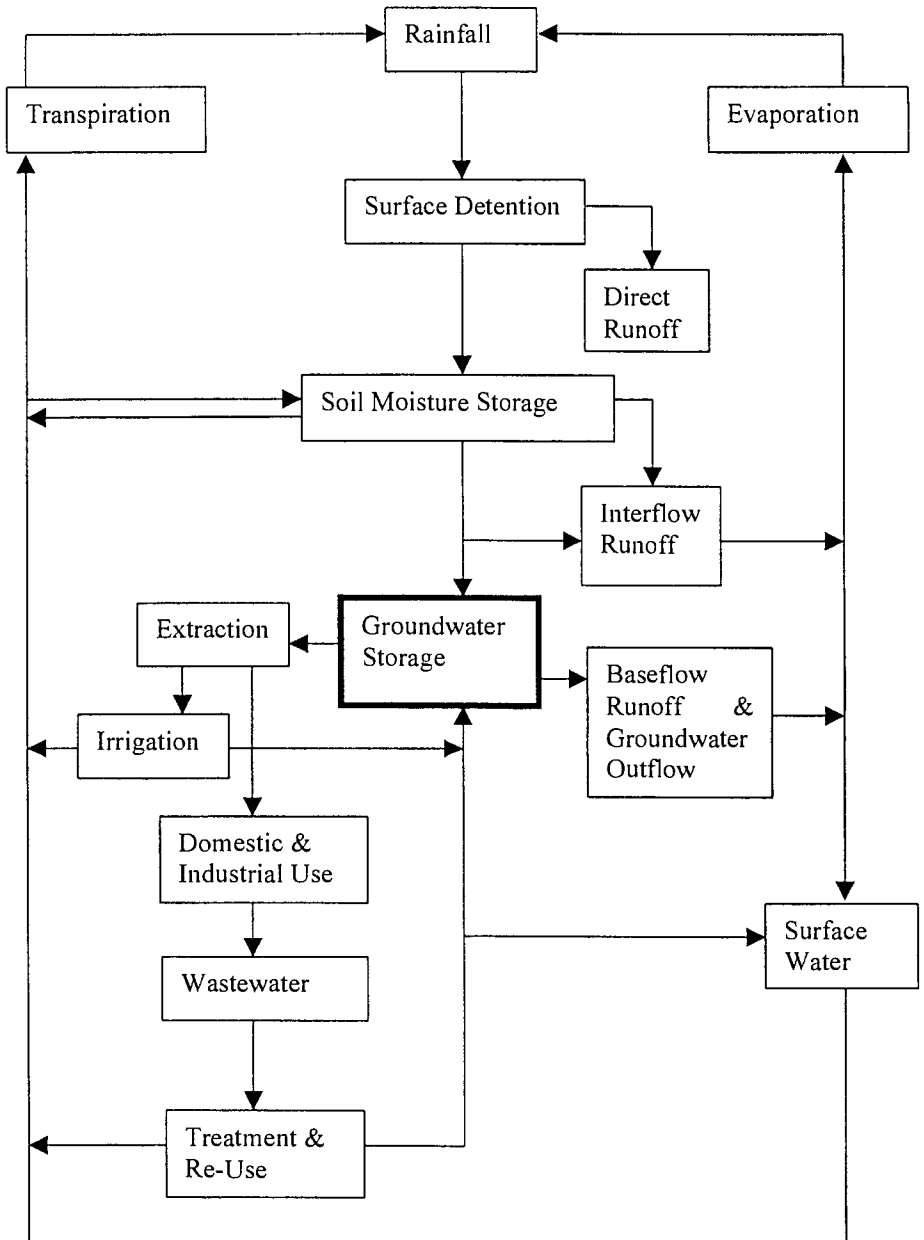 Rainfall
Transpiration
Evaporation
Surface Detention
Direct
Runoff
Soil Moisture Storage
Interflow
Runoff
Extraction
Groundwater
Storage
Baseflow
Runoff &
Groundwater
Outflow
Irrigation
Domestic &
Industrial Use
Surface
Water
Wastewater
Treatment &
Re-Use